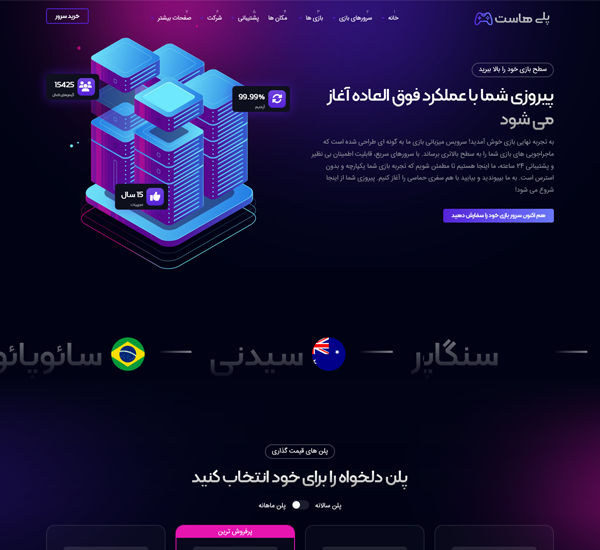 پلی هاست
خانه
سرورهای بازی
بازی ها
مکان ها
پشتیبانی
شرکت
صفحات بیشتر
خرید سرور
سطح بازی خود را بالا ببرید
پیروزی شما با عملکرد فوق العاده آغاز
می شود
به تجربه نهایی بازی خوش آمدید! سرویس میزبانی بازی ما به گونه ای طراحی شده است که
ماجراجویی های بازی شما را به سطح بالاتری برساند. با سرورهای سریع، قابلیت اطمینان بی نظیر
و پشتیبانی ۲۴ ساعته، ما اینجا هستیم تا مطمئن شویم که تجربه بازی شما یکپارچه و بدون
استرس است. به ما بپیوندید و بیایید با هم سفری حماسی را آغاز کنیم. پیروزی شما از اینجا
شروع می شود!
هم اکنون سرور بازی خود را سفارش دهید
15425
99.99%
آپتایم
15 سال
سنگاپر
سیدنی
سائوپائو
پلن های قیمت گذاری
پلن دلخواه را برای خود انتخاب کنید
پلن سالانه
پلن ماهانه
پرفروش ترین